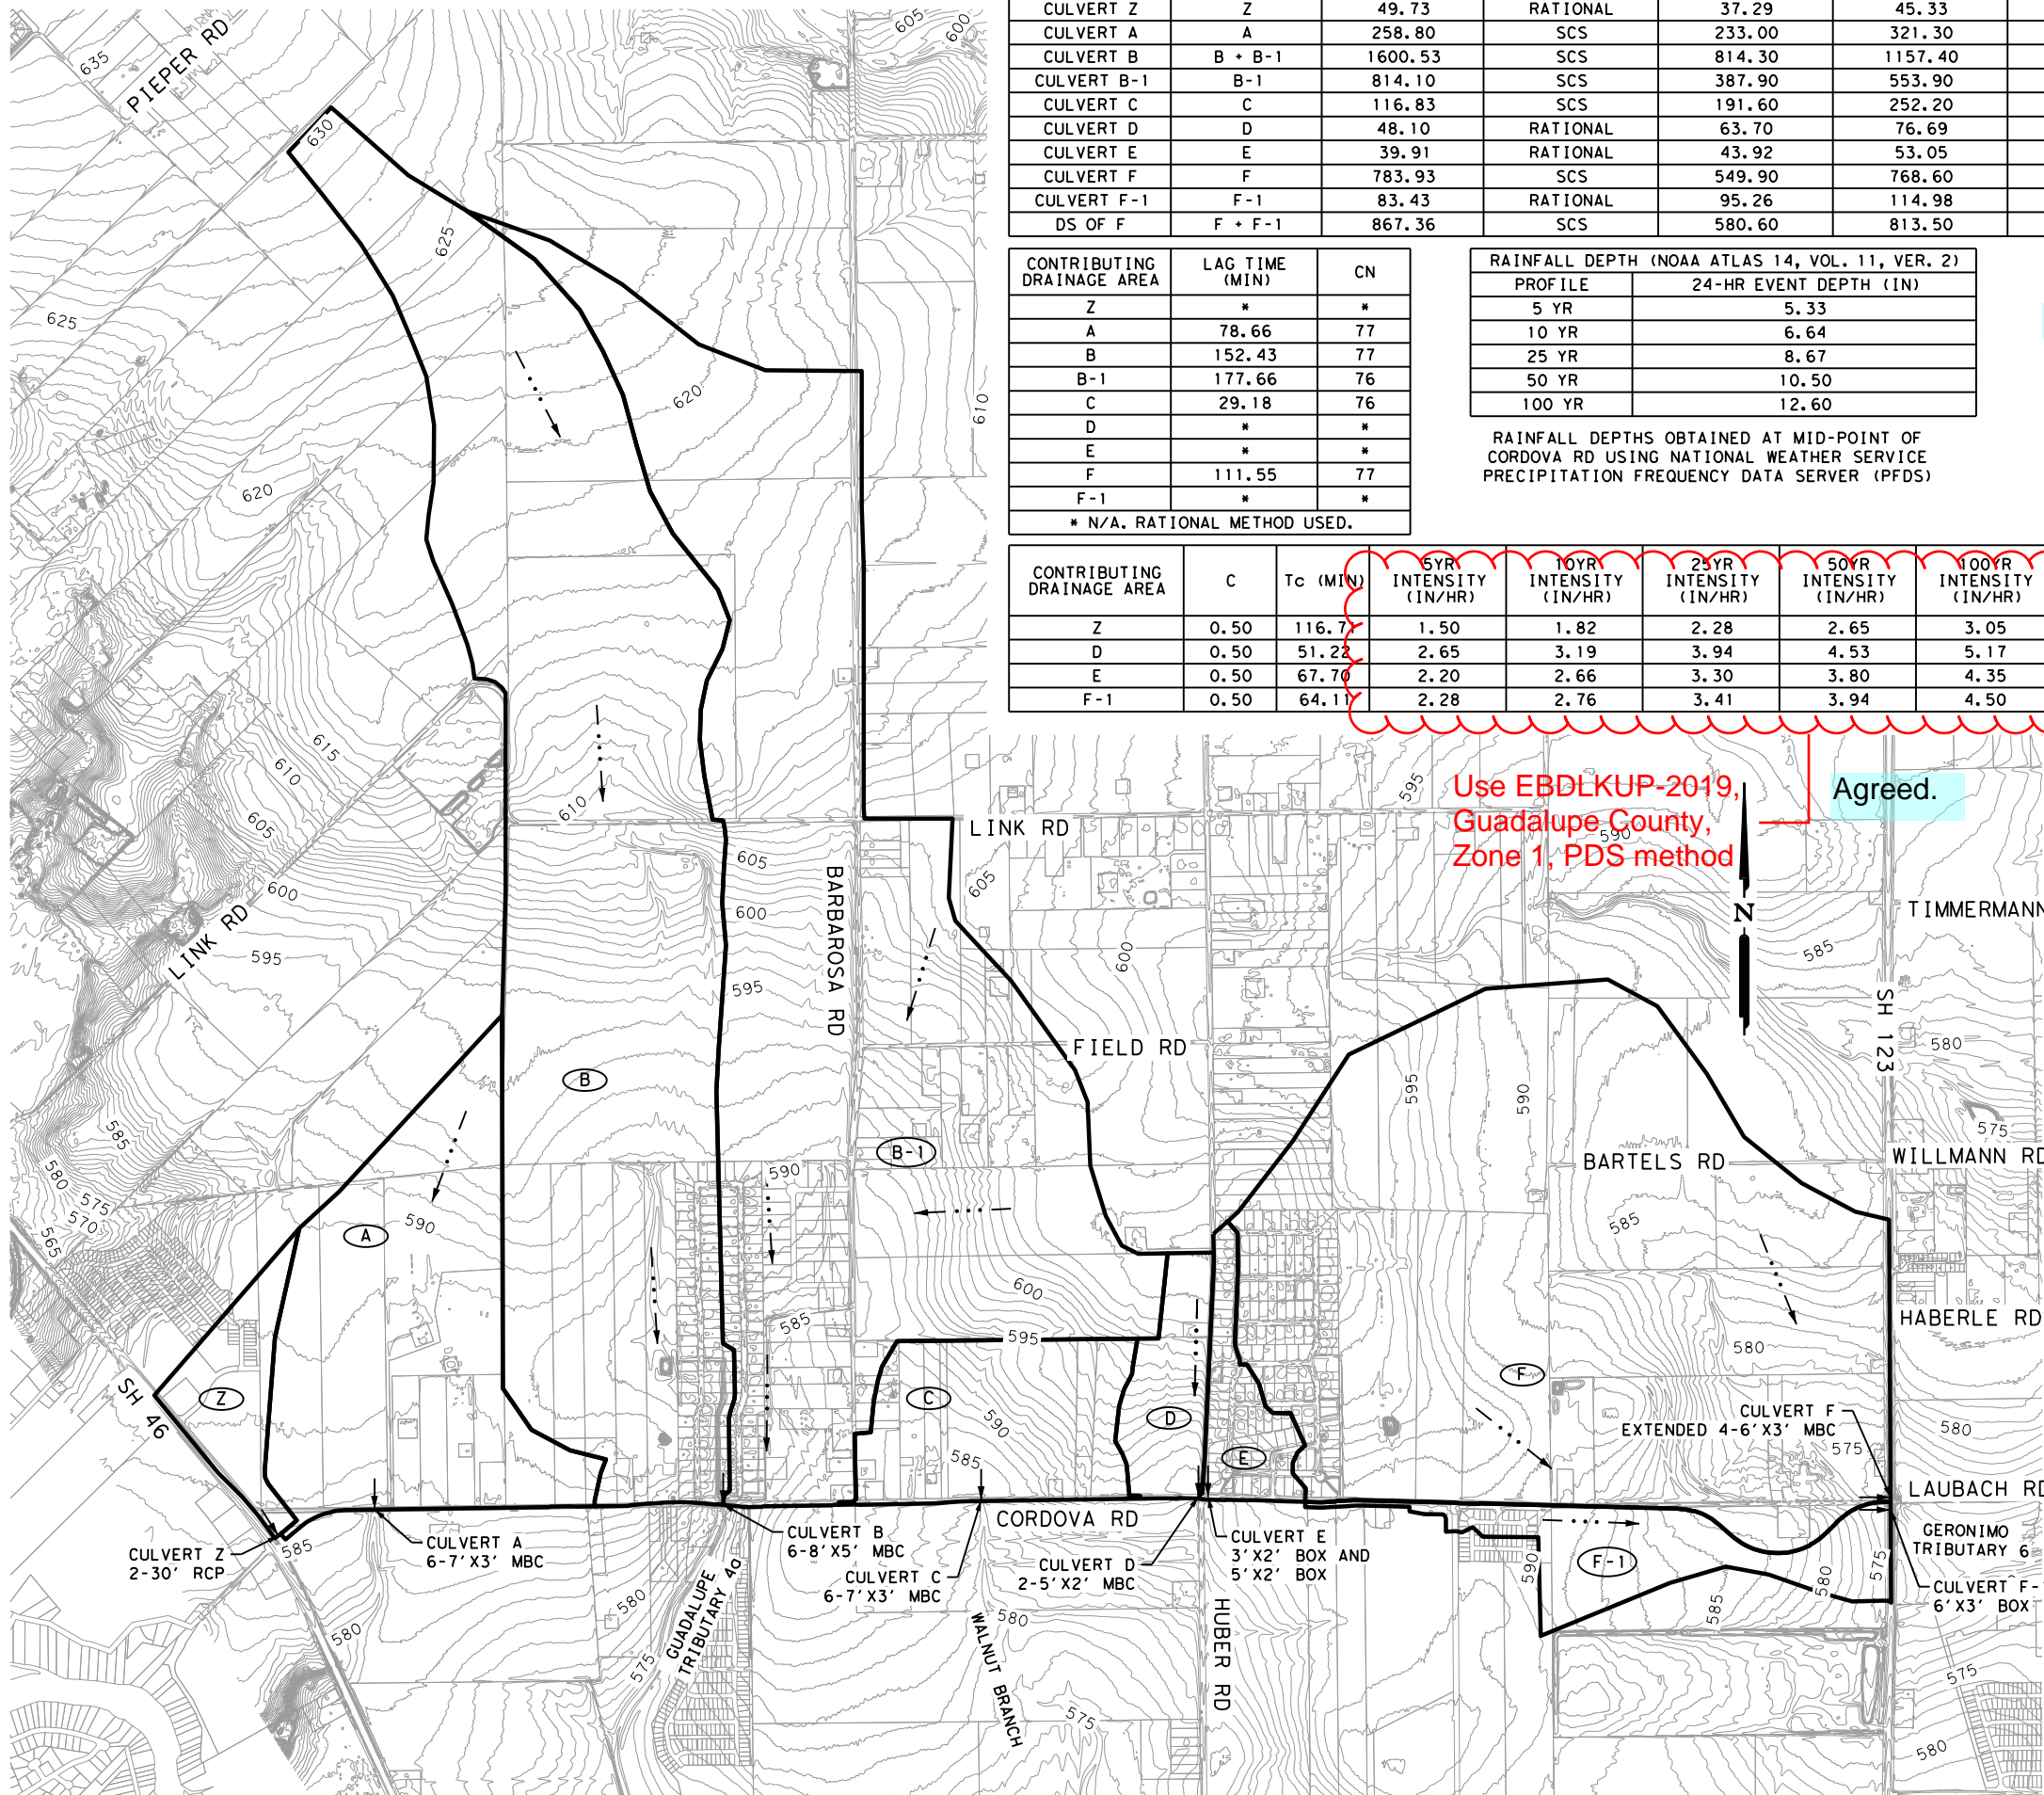 CULVERT Z Z 49.73 RATIONAL 37.29 45.33
CULVERT A A 258.80 SCS 233.00 321.30
CULVERT B B + B-1 1600.53 SCS 814.30 1157.40
CULVERT B-1 B-1 814.10 SCS 387.90 553.90
CULVERT C C 116.83 SCS 191.60 252.20
CULVERT D D 48.10 RATIONAL 63.70 76.69
CULVERT E E 39.91 RATIONAL 43.92 53.05
CULVERT F F 783.93 SCS 549.90 768.60
CULVERT F-1 F-1 83.43 RATIONAL 95.26 114.98
DS OF F F + F-1 867.36 SCS 580.60 813.50
CONTRIBUTING DRAINAGE AREA LAG TIME (MIN) CN
Z * *
A 78.66 77
B 152.43 77
B-1 177.66 76
C 29.18 76
D * *
E * *
F 111.55 77
F-1 * *
* N/A. RATIONAL METHOD USED.
RAINFALL DEPTH (NOAA ATLAS 14, VOL. 11, VER. 2)
PROFILE 24-HR EVENT DEPTH (IN)
5 YR 5.33
10 YR 6.64
25 YR 8.67
50 YR 10.50
100 YR 12.60
RAINFALL DEPTHS OBTAINED AT MID-POINT OF
CORDOVA RD USING NATIONAL WEATHER SERVICE
PRECIPITATION FREQUENCY DATA SERVER (PFDS)
CONTRIBUTING DRAINAGE AREA C Tc (MIN) 5YR INTENSITY (IN/HR) 10YR INTENSITY (IN/HR) 25YR INTENSITY (IN/HR) 50YR INTENSITY (IN/HR) 100YR INTENSITY (IN/HR)
Z 0.50 116.71 1.50 1.82 2.28 2.65 3.05
D 0.50 51.22 2.65 3.19 3.94 4.53 5.17
E 0.50 67.70 2.20 2.66 3.30 3.80 4.35
F-1 0.50 64.11 2.28 2.76 3.41 3.94 4.50
Use EBDLKUP-2019,
Guadalupe County,
Zone 1, PDS method
Agreed.
N
PIEPER RD
635
630
625
625
620
620
605
600
610
615
610
605
600
595
610
LINK RD
LINK RD
605
600
595
BARBAROSA RD
605
600
FIELD RD
595
590
585
TIMMERMANN
SH 123
580
575
WILLMANN RD
BARTELS RD
595
590
585
HABERLE RD
580
B
B-1
590
585
580
575
570
565
585
A
590
Z
SH 46
600
595
590
585
C
D
E
F
CULVERT F
EXTENDED 4-6'X3' MBC
575
580
LAUBACH RD
GERONIMO
TRIBUTARY 6
CULVERT F-
6'X3' BOX
CULVERT Z
2-30' RCP
585
CULVERT A
6-7'X3' MBC
CULVERT B
6-8'X5' MBC
CULVERT C
6-7'X3' MBC
CORDOVA RD
CULVERT D
2-5'X2' MBC
CULVERT E
3'X2' BOX AND
5'X2' BOX
F-1
590
585
580
575
GUADALUPE
TRIBUTARY 4a
WALNUT BRANCH
HUBER RD
580
580
575
580
575
575
580